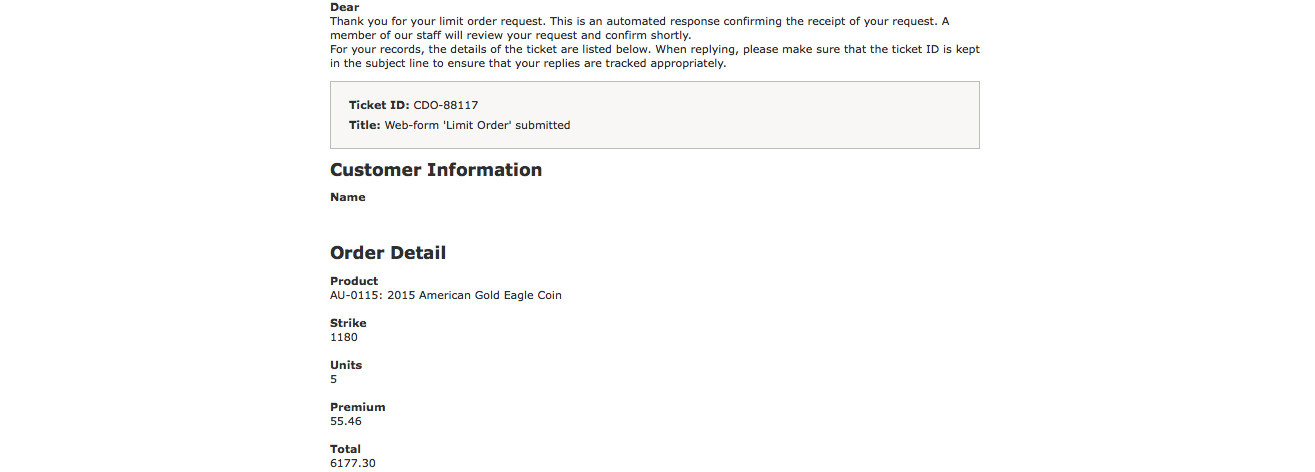 Dear
Thank you for your limit order request. This is an automated response confirming the receipt of your request. A
member of our staff will review your request and confirm shortly.
For your records, the details of the ticket are listed below. When replying, please make sure that the ticket ID is kept
in the subject line to ensure that your replies are tracked appropriately.
Ticket ID: CDO-88117
Title: Web-form 'Limit Order' submitted
Customer Information
Name
Order Detail
Product
AU-0115: 2015 American Gold Eagle Coin
Strike
1180
Units
5
Premium
55.46
Total
6177.30